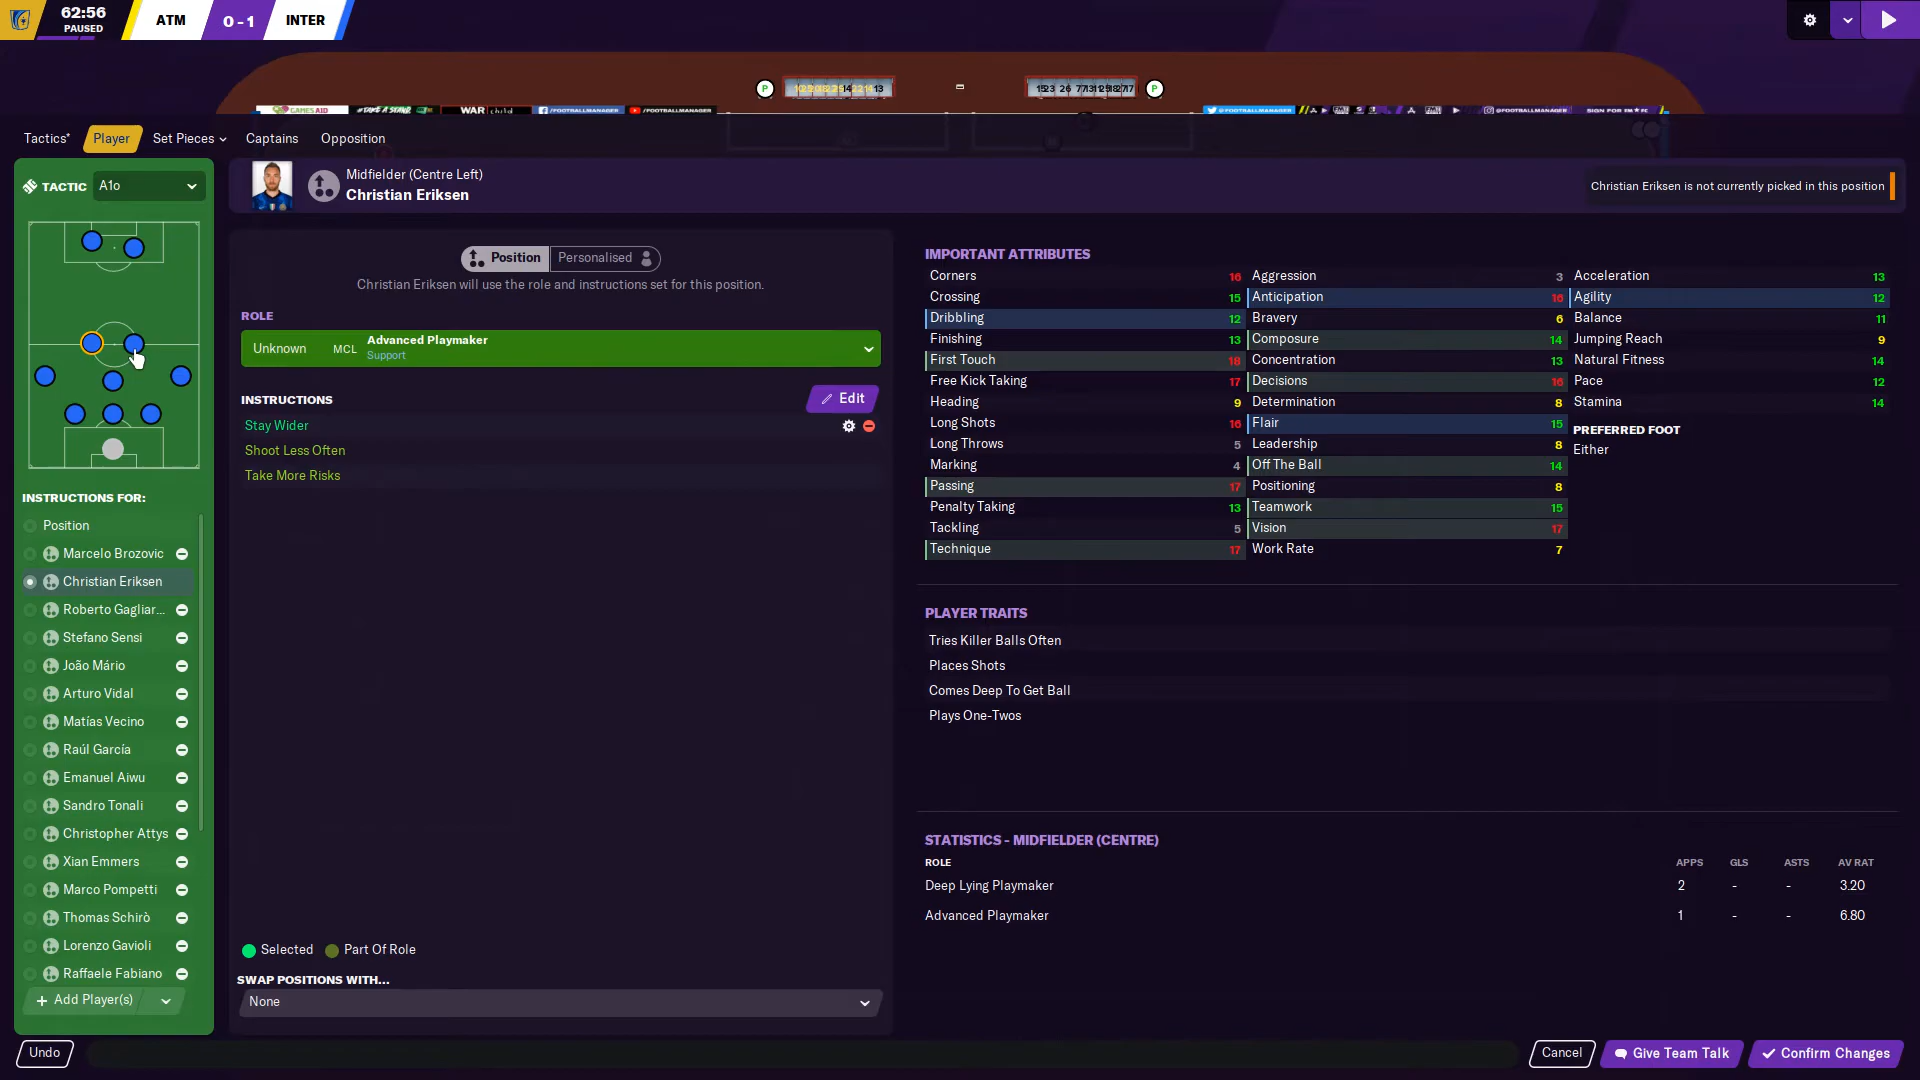 62:56
PAUSED
ATM
0 - 1
INTER
P
P
GAMES AID
WAR child
/FOOTBALLMANAGER
/FOOTBALLMANAGER
@FOOTBALLMANAGER
/FOOTBALLMANAGER
Tactics*
Player
Set Pieces
Captains
Opposition
TACTIC
A1o
Midfielder (Centre Left)
Christian Eriksen
Christian Eriksen is not currently picked in this position
Position
Personalised
Christian Eriksen will use the role and instructions set for this position.
ROLE
Unknown
MCL
Advanced Playmaker
Support
INSTRUCTIONS
Edit
Stay Wider
Shoot Less Often
Take More Risks
Selected
Part Of Role
SWAP POSITIONS WITH...
None
INSTRUCTIONS FOR:
Position
Marcelo Brozovic
Christian Eriksen
Roberto Gagliar...
Stefano Sensi
João Mário
Arturo Vidal
Matías Vecino
Raúl García
Emanuel Aiwu
Sandro Tonali
Christopher Attys
Xian Emmers
Marco Pompetti
Thomas Schirò
Lorenzo Gavioli
Raffaele Fabiano
Add Player(s)
IMPORTANT ATTRIBUTES
Corners 16 Aggression 3 Acceleration 13
Crossing 15 Anticipation 16 Agility 12
Dribbling 12 Bravery 6 Balance 11
Finishing 13 Composure 14 Jumping Reach 9
First Touch 18 Concentration 13 Natural Fitness 14
Free Kick Taking 17 Decisions 16 Pace 12
Heading 9 Determination 8 Stamina 14
Long Shots 16 Flair 15
PREFERRED FOOT
Long Throws 5 Leadership 8 Either
Marking 4 Off The Ball 14
Passing 17 Positioning 8
Penalty Taking 13 Teamwork 15
Tackling 5 Vision 17
Technique 17 Work Rate 7
PLAYER TRAITS
Tries Killer Balls Often
Places Shots
Comes Deep To Get Ball
Plays One-Twos
STATISTICS - MIDFIELDER (CENTRE)
ROLE APPS GLS ASTS AV RAT
Deep Lying Playmaker 2 - - 3.20
Advanced Playmaker 1 - - 6.80
Undo
Cancel
Give Team Talk
Confirm Changes